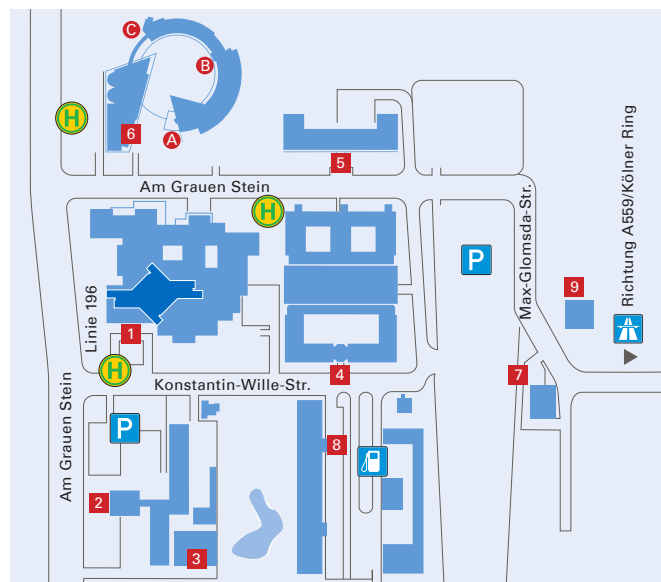 C
B
H
6
A
5
Am Grauen Stein
H
Max-Glomsda-Str.
Richtung A559/Kölner Ring
P
9
Linie 196
1
H
4
7
Konstantin-Wille-Str.
Am Grauen Stein
P
8
2
3